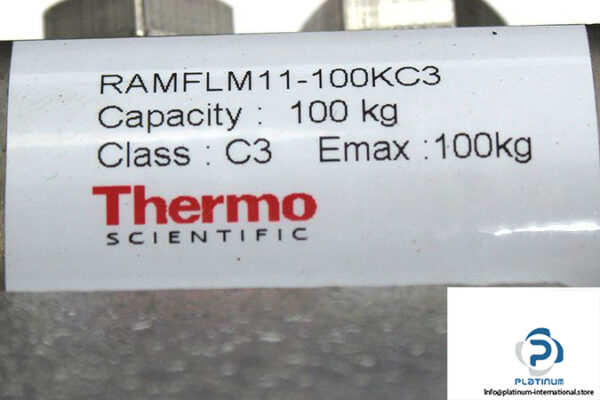 RAMFLM11-100KC3
Capacity : 100 kg
Class : C3 Emax :100kg
Thermo
SCIENTIFIC
PLATINUM
Info@platinum-international.store